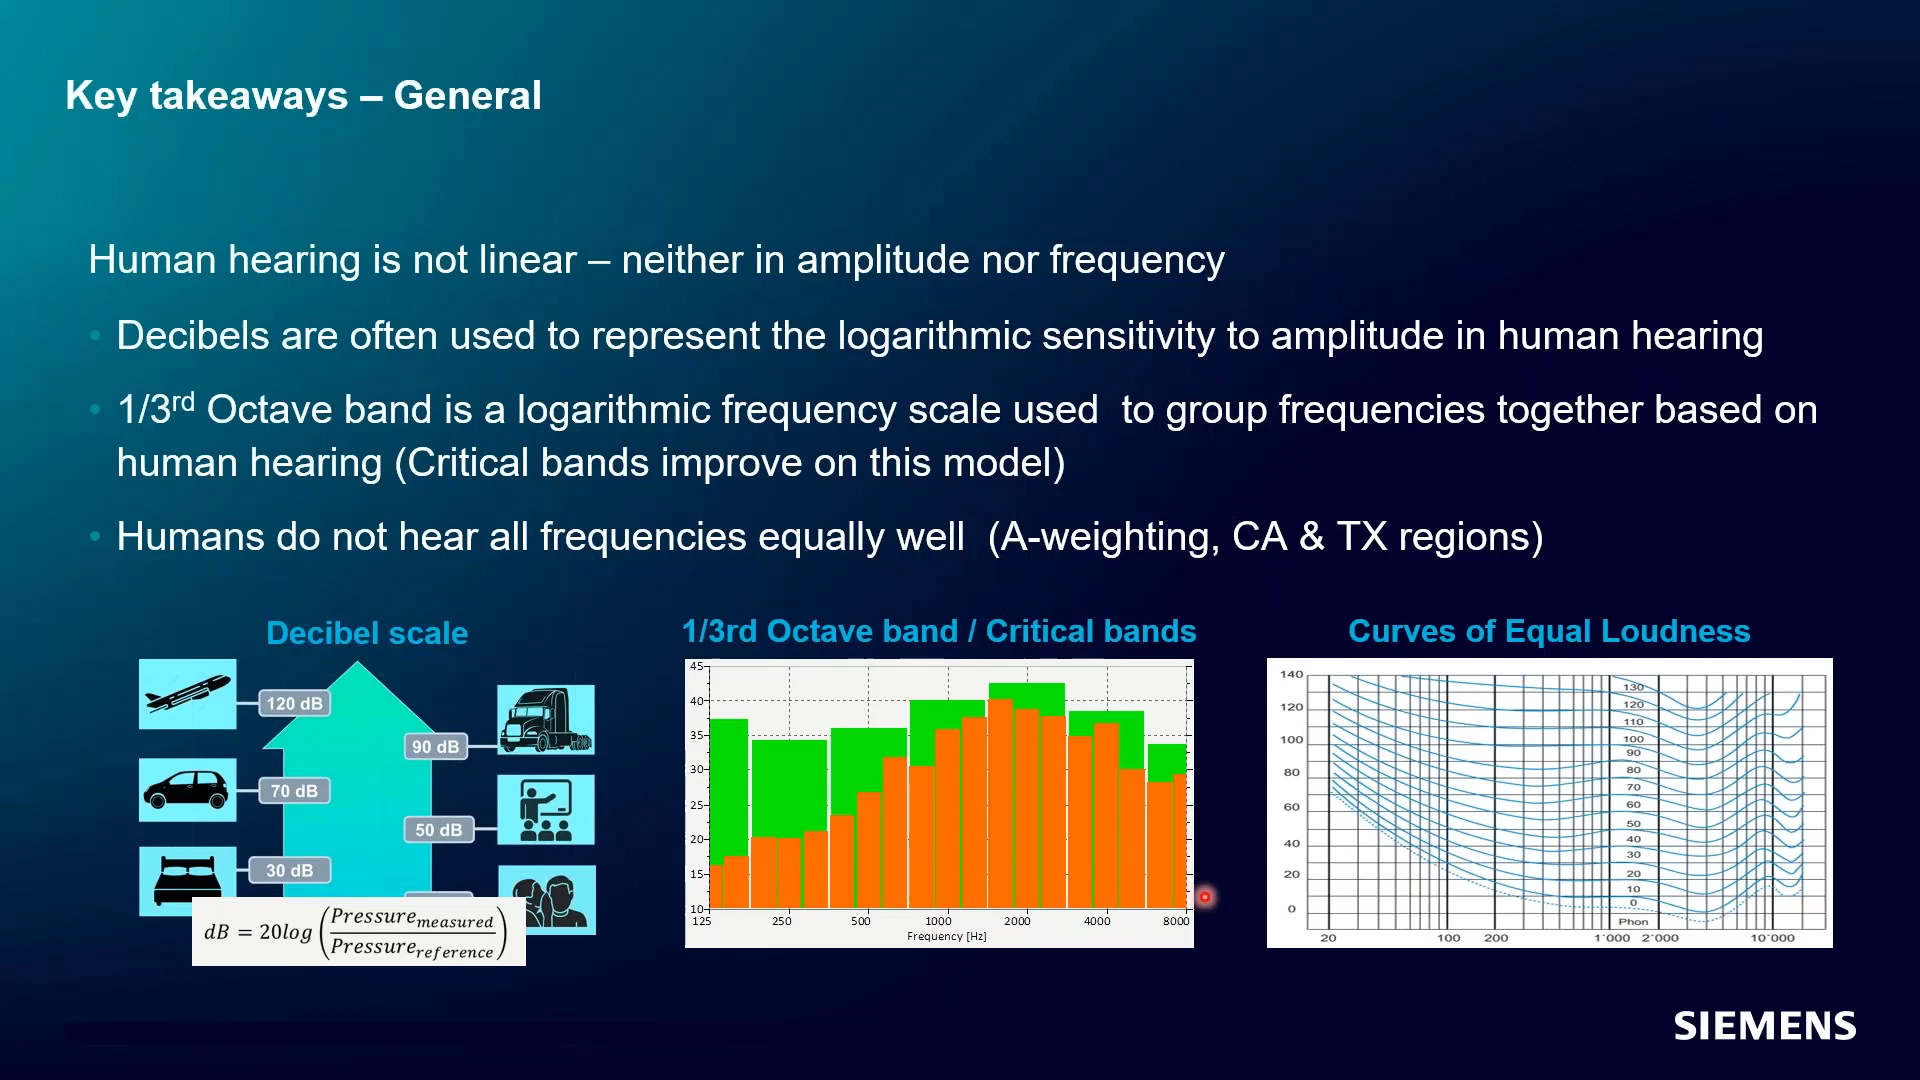 Key takeaways – General
Human hearing is not linear – neither in amplitude nor frequency
• Decibels are often used to represent the logarithmic sensitivity to amplitude in human hearing
• 1/3rd Octave band is a logarithmic frequency scale used  to group frequencies together based on
human hearing (Critical bands improve on this model)
• Humans do not hear all frequencies equally well  (A-weighting, CA & TX regions)
Decibel scale
120 dB
90 dB
70 dB
50 dB
30 dB
dB = 20log (Pressure measured / Pressure reference)
1/3rd Octave band / Critical bands
45
40
35
30
25
20
15
10
125 250 500 1000 2000 4000 8000
Frequency [Hz]
Curves of Equal Loudness
140
120
100
80
60
40
20
0
130
120
110
100
90
80
70
60
50
40
30
20
10
0
Phon
20 100 200 1'000 2'000 10'000
SIEMENS